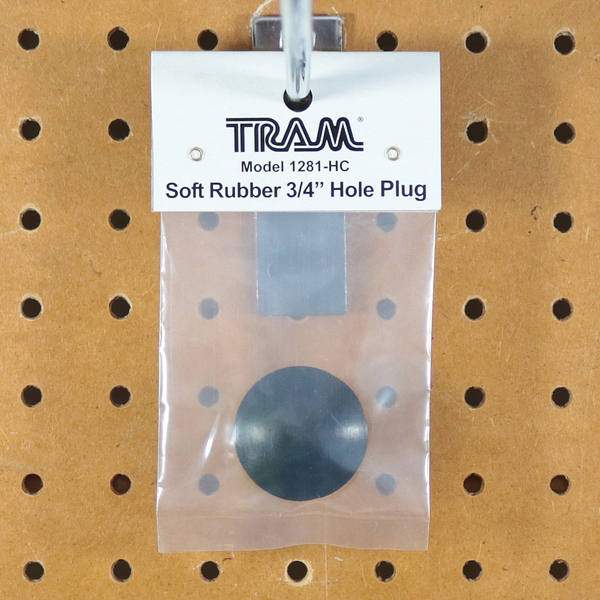 TRAM®
Model 1281-HC
Soft Rubber 3/4” Hole Plug